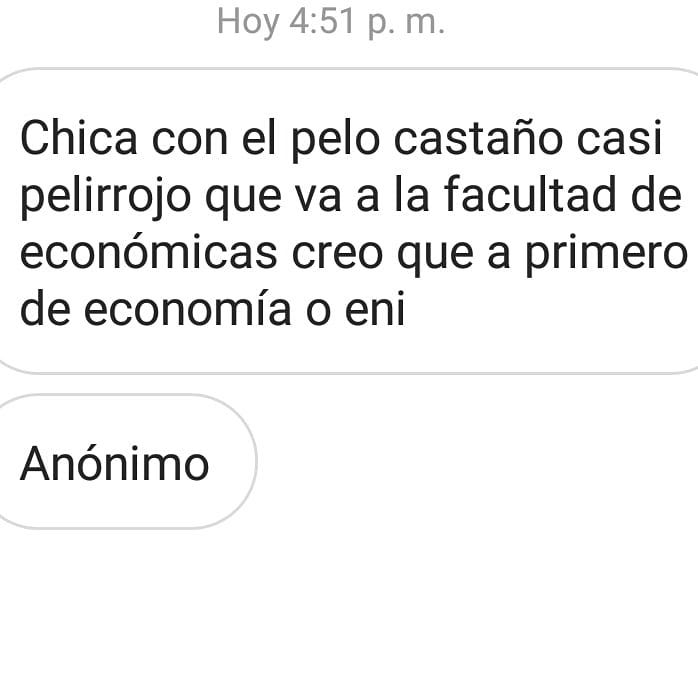 Hoy 4:51 p. m.
Chica con el pelo castaño casi
pelirrojo que va a la facultad de
económicas creo que a primero
de economía o eni
Anónimo